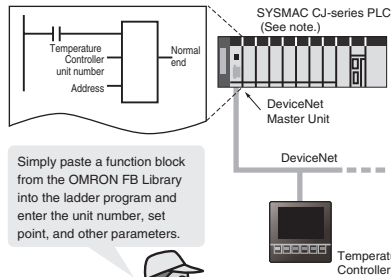 SYSMAC CJ-series PLC
(See note.)
Temperature
Controller
unit number
Address
Normal
end
DeviceNet
Master Unit
DeviceNet
Simply paste a function block
from the OMRON FB Library
into the ladder program and
enter the unit number, set
point, and other parameters.
Controller